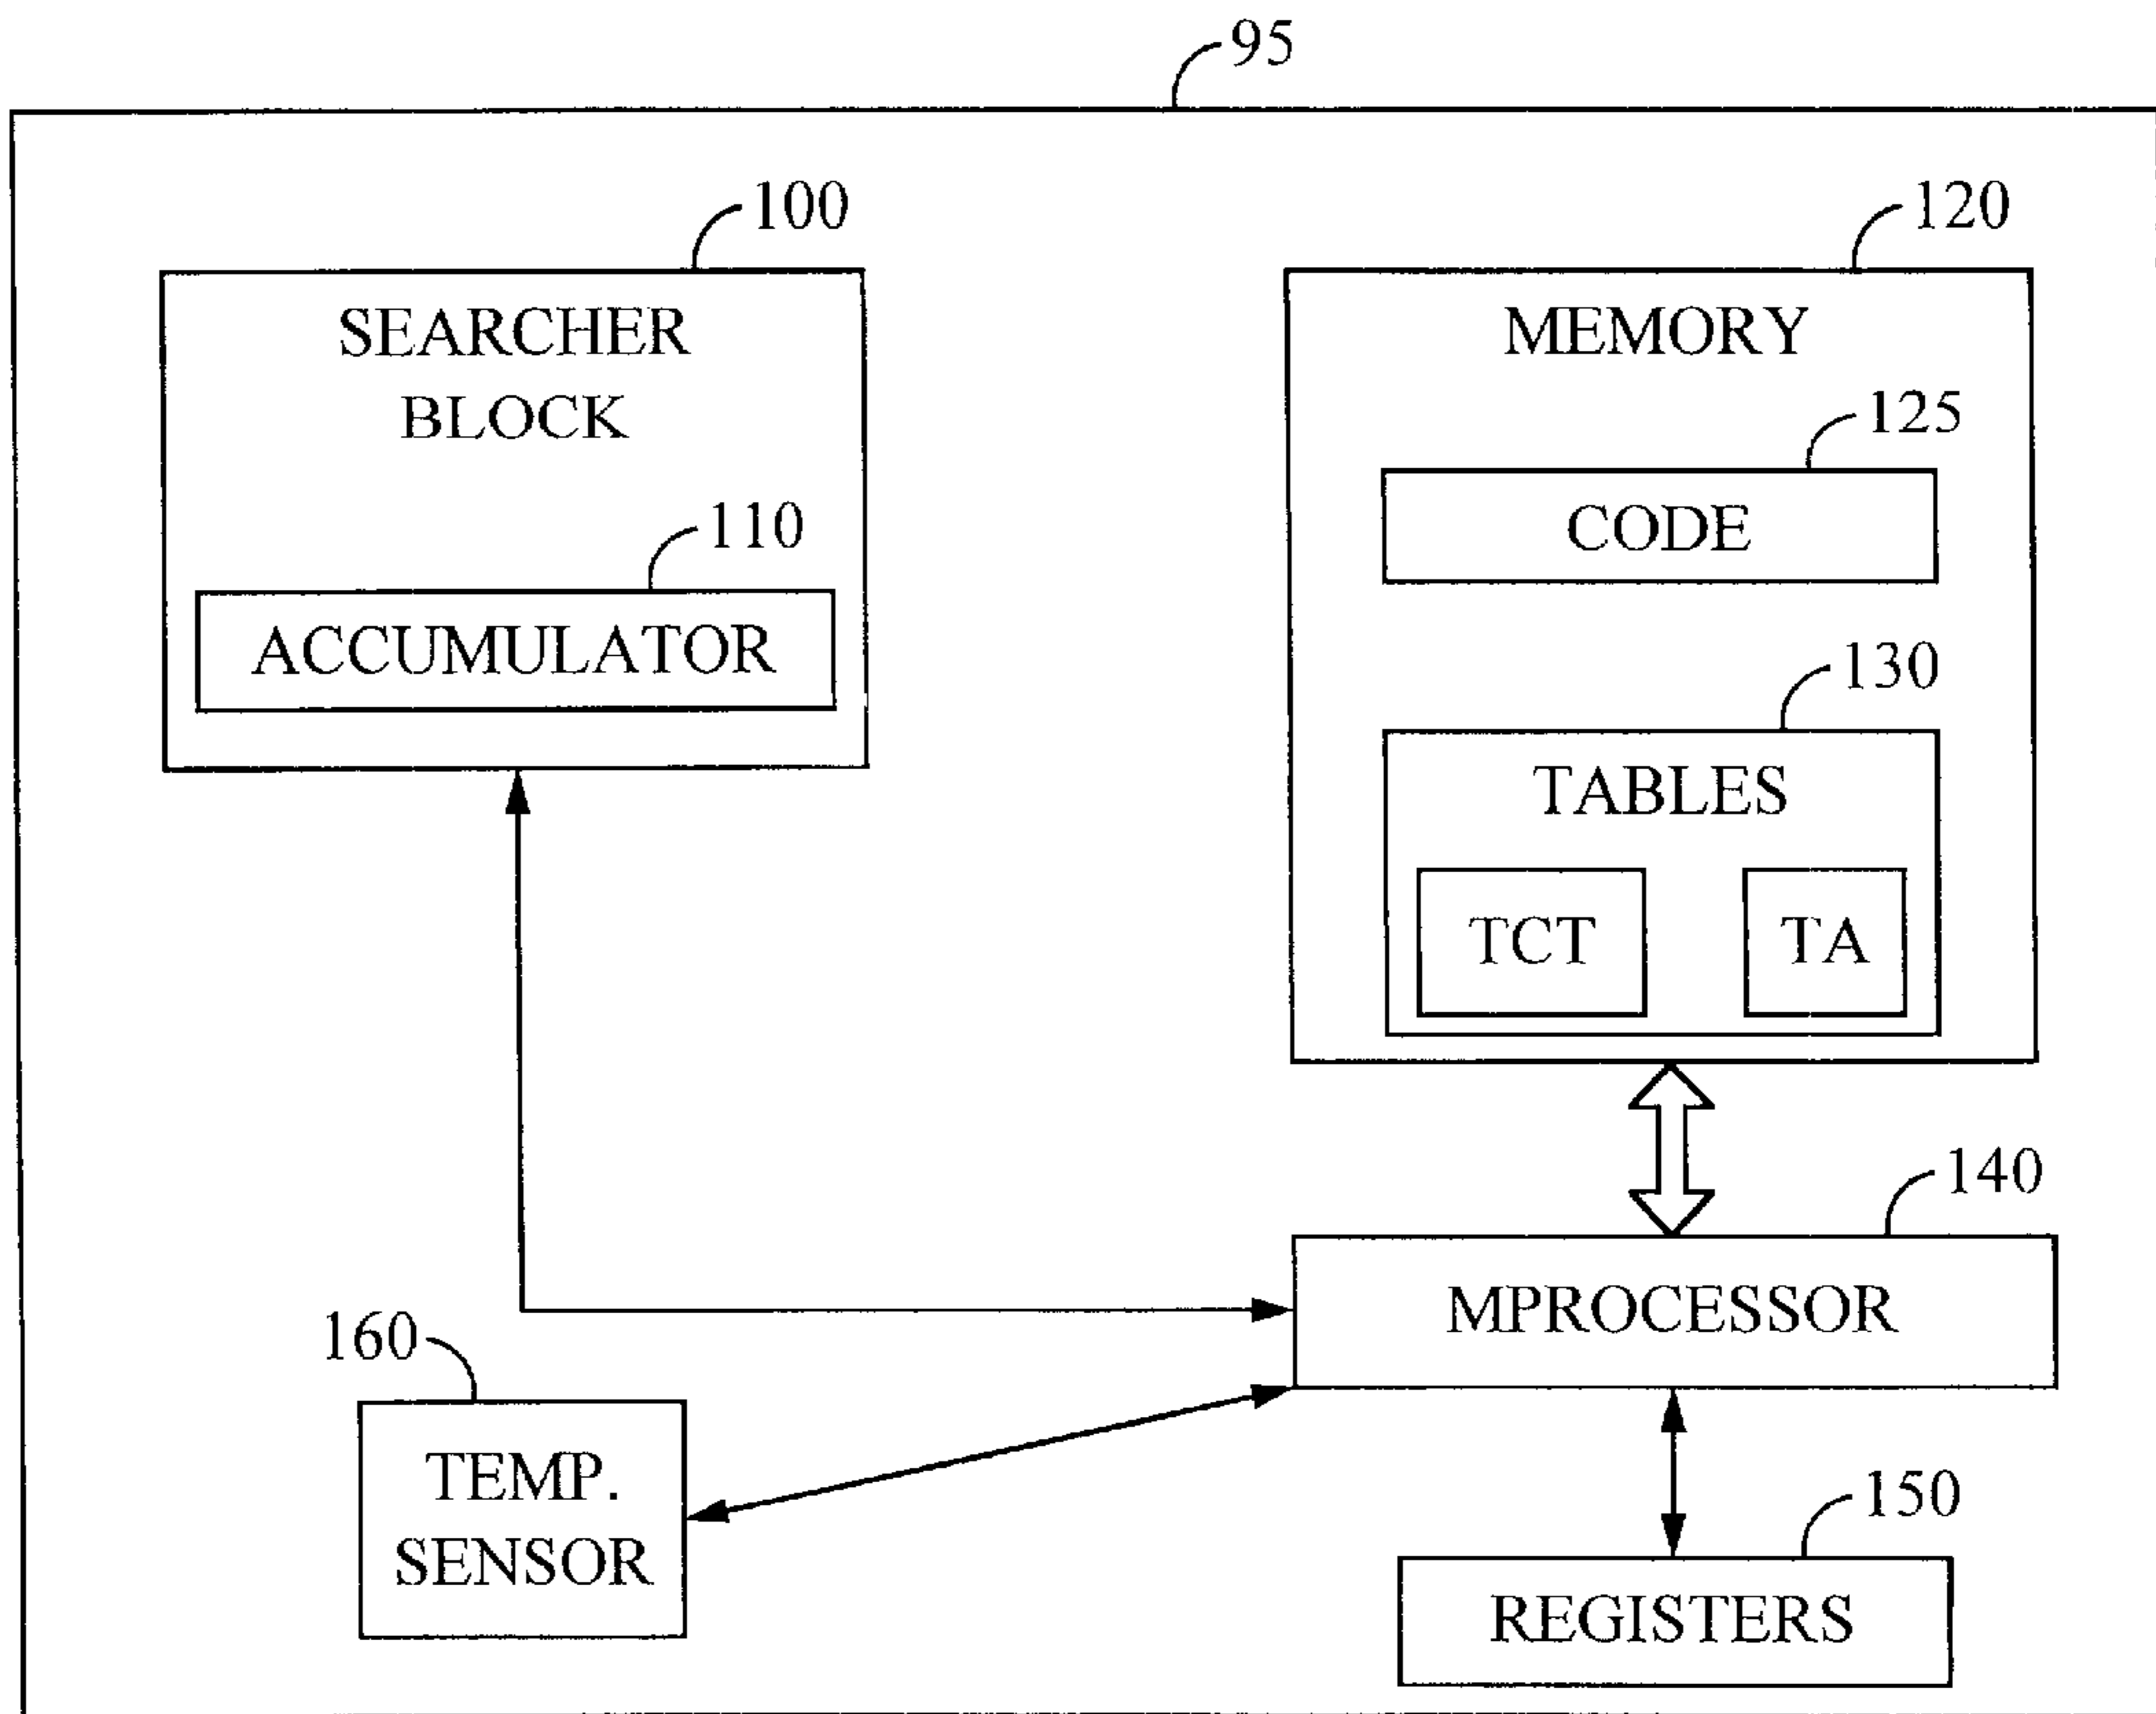 95
100
SEARCHER
BLOCK
110
ACCUMULATOR
120
MEMORY
125
CODE
130
TABLES
TCT
TA
140
MPROCESSOR
160
TEMP.
SENSOR
150
REGISTERS